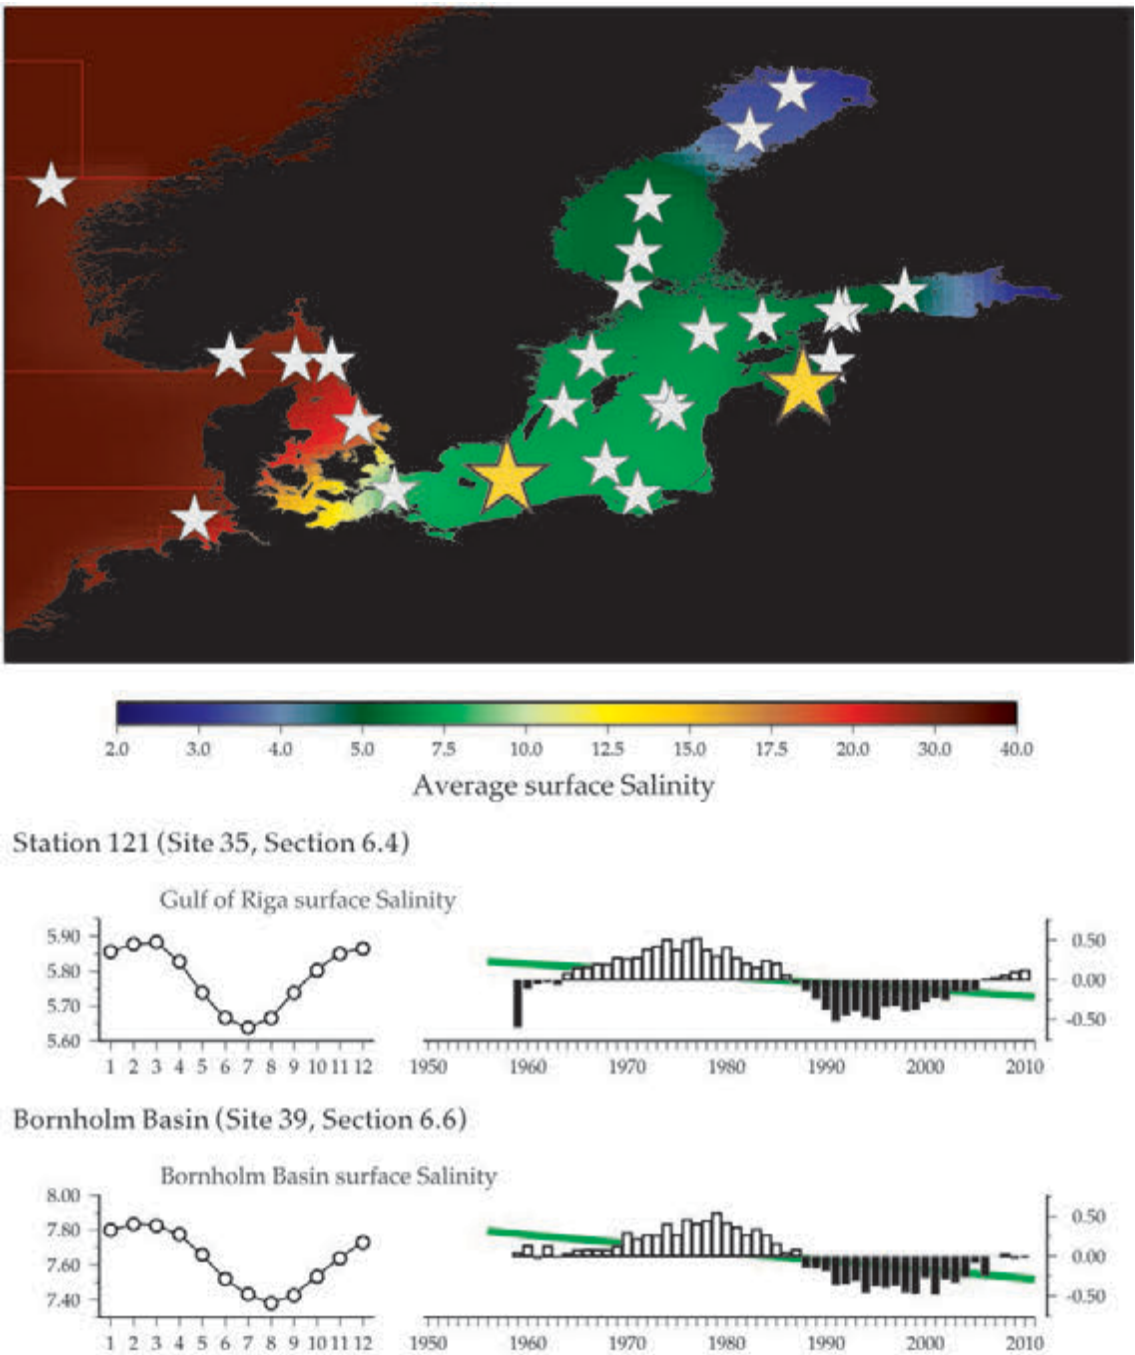 2.0 3.0 4.0 5.0 7.5 10.0 12.5 15.0 17.5 20.0 30.0 40.0
Average surface Salinity
Station 121 (Site 35, Section 6.4)
Gulf of Riga surface Salinity
5.90
5.80
5.70
5.60
1 2 3 4 5 6 7 8 9 10 11 12
0.50
0.00
-0.50
1950 1960 1970 1980 1990 2000 2010
Bornholm Basin (Site 39, Section 6.6)
Bornholm Basin surface Salinity
8.00
7.80
7.60
7.40
1 2 3 4 5 6 7 8 9 10 11 12
0.50
0.00
-0.50
1950 1960 1970 1980 1990 2000 2010